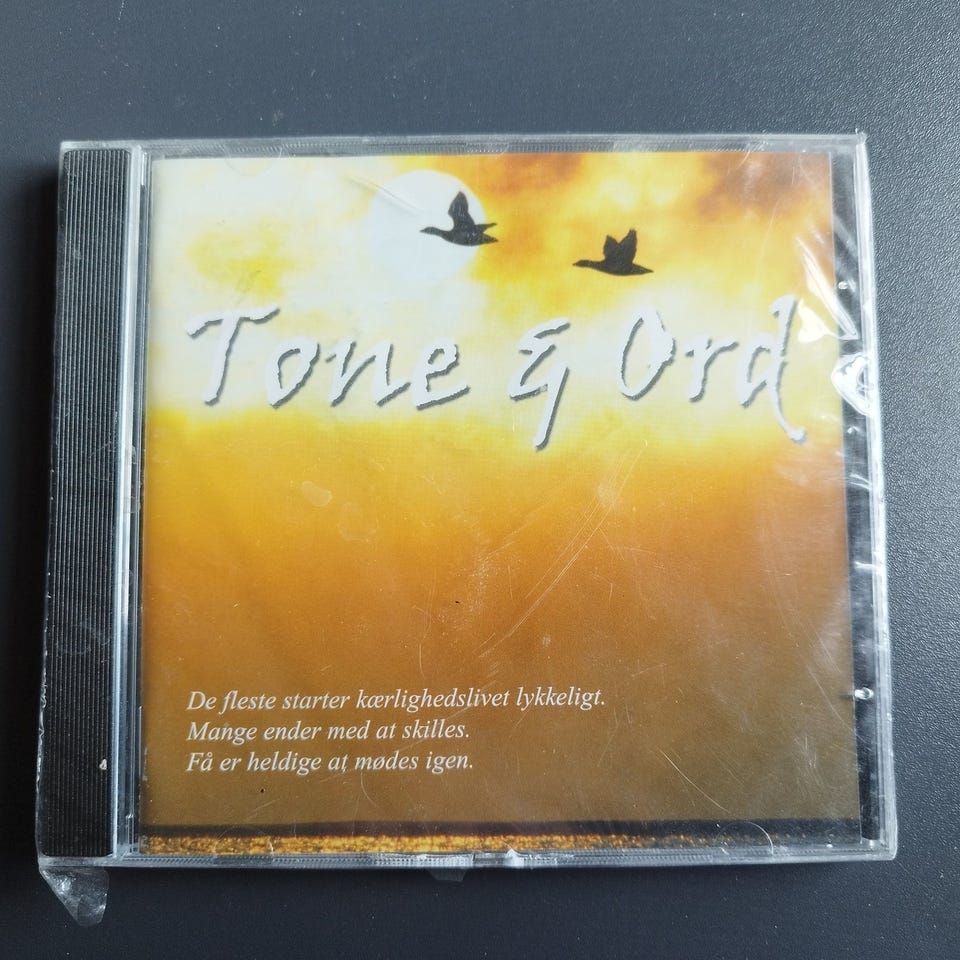 Tone & Ord
De fleste starter kærlighedslivet lykkeligt.
Mange ender med at skilles.
Få er heldige at mødes igen.